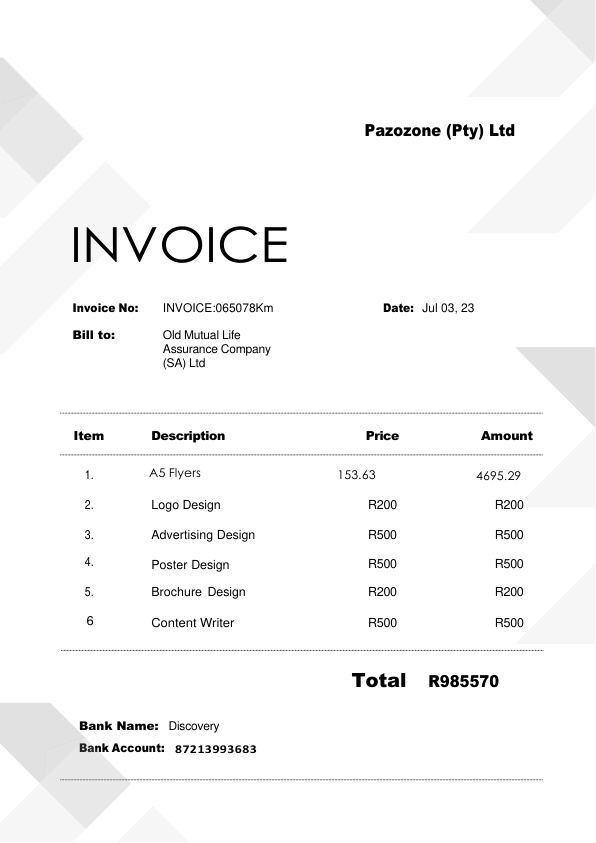 Pazozone (Pty) Ltd
INVOICE
Invoice No: INVOICE:065078Km Date: Jul 03, 23
Bill to: Old Mutual Life
Assurance Company
(SA) Ltd
Item Description Price Amount
1. A5 Flyers 153.63 4695.29
2. Logo Design R200 R200
3. Advertising Design R500 R500
4. Poster Design R500 R500
5. Brochure Design R200 R200
6 Content Writer R500 R500
Total R985570
Bank Name: Discovery
Bank Account: 87213993683